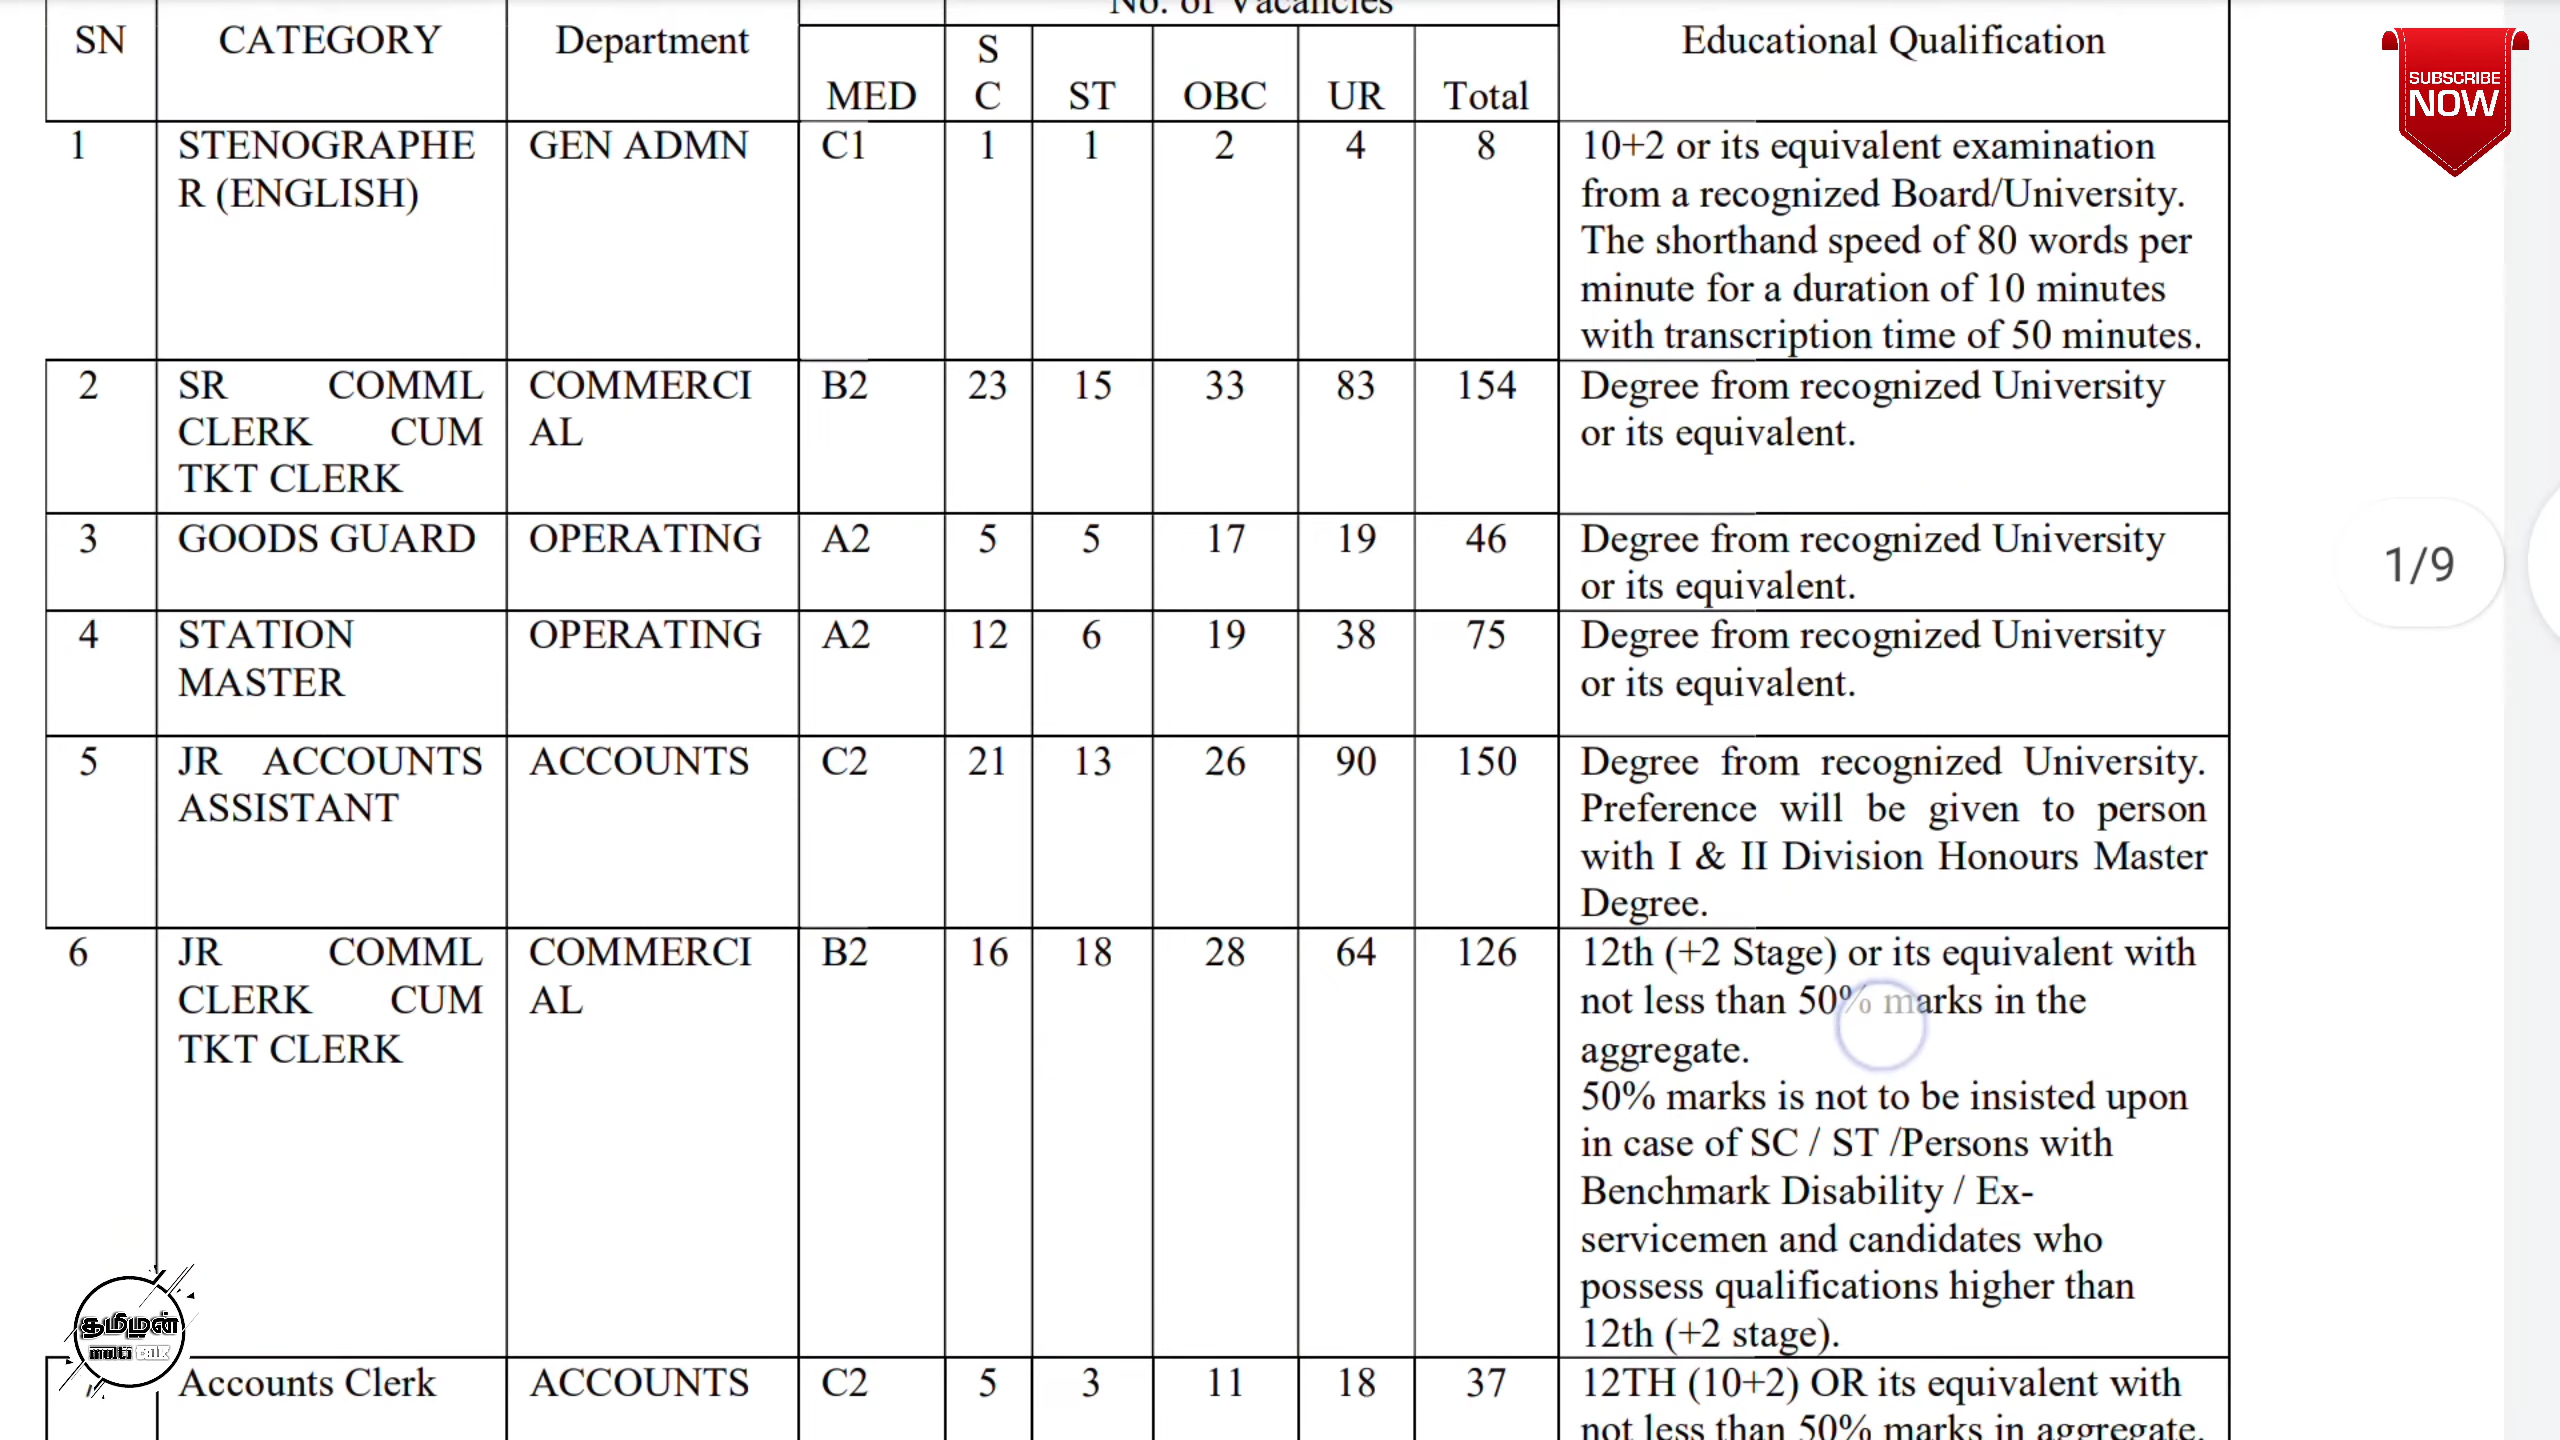 No. of Vacancies
SN CATEGORY Department MED S C ST OBC UR Total Educational Qualification
SUBSCRIBE
NOW
1 STENOGRAPHE GEN ADMN C1 1 1 2 4 8 10+2 or its equivalent examination
R (ENGLISH) from a recognized Board/University.
The shorthand speed of 80 words per
minute for a duration of 10 minutes
with transcription time of 50 minutes.
2 SR COMML COMMERCI B2 23 15 33 83 154 Degree from recognized University
CLERK CUM AL or its equivalent.
TKT CLERK
3 GOODS GUARD OPERATING A2 5 5 17 19 46 Degree from recognized University
or its equivalent.
1/9
4 STATION OPERATING A2 12 6 19 38 75 Degree from recognized University
MASTER or its equivalent.
5 JR ACCOUNTS ACCOUNTS C2 21 13 26 90 150 Degree from recognized University.
ASSISTANT Preference will be given to person
with I & II Division Honours Master
Degree.
6 JR COMML COMMERCI B2 16 18 28 64 126 12th (+2 Stage) or its equivalent with
CLERK CUM AL not less than 50% marks in the
TKT CLERK aggregate.
50% marks is not to be insisted upon
in case of SC / ST /Persons with
Benchmark Disability / Ex-
servicemen and candidates who
possess qualifications higher than
12th (+2 stage).
தமிழன்
multi talk
Accounts Clerk ACCOUNTS C2 5 3 11 18 37 12TH (10+2) OR its equivalent with
not less than 50% marks in aggregate.